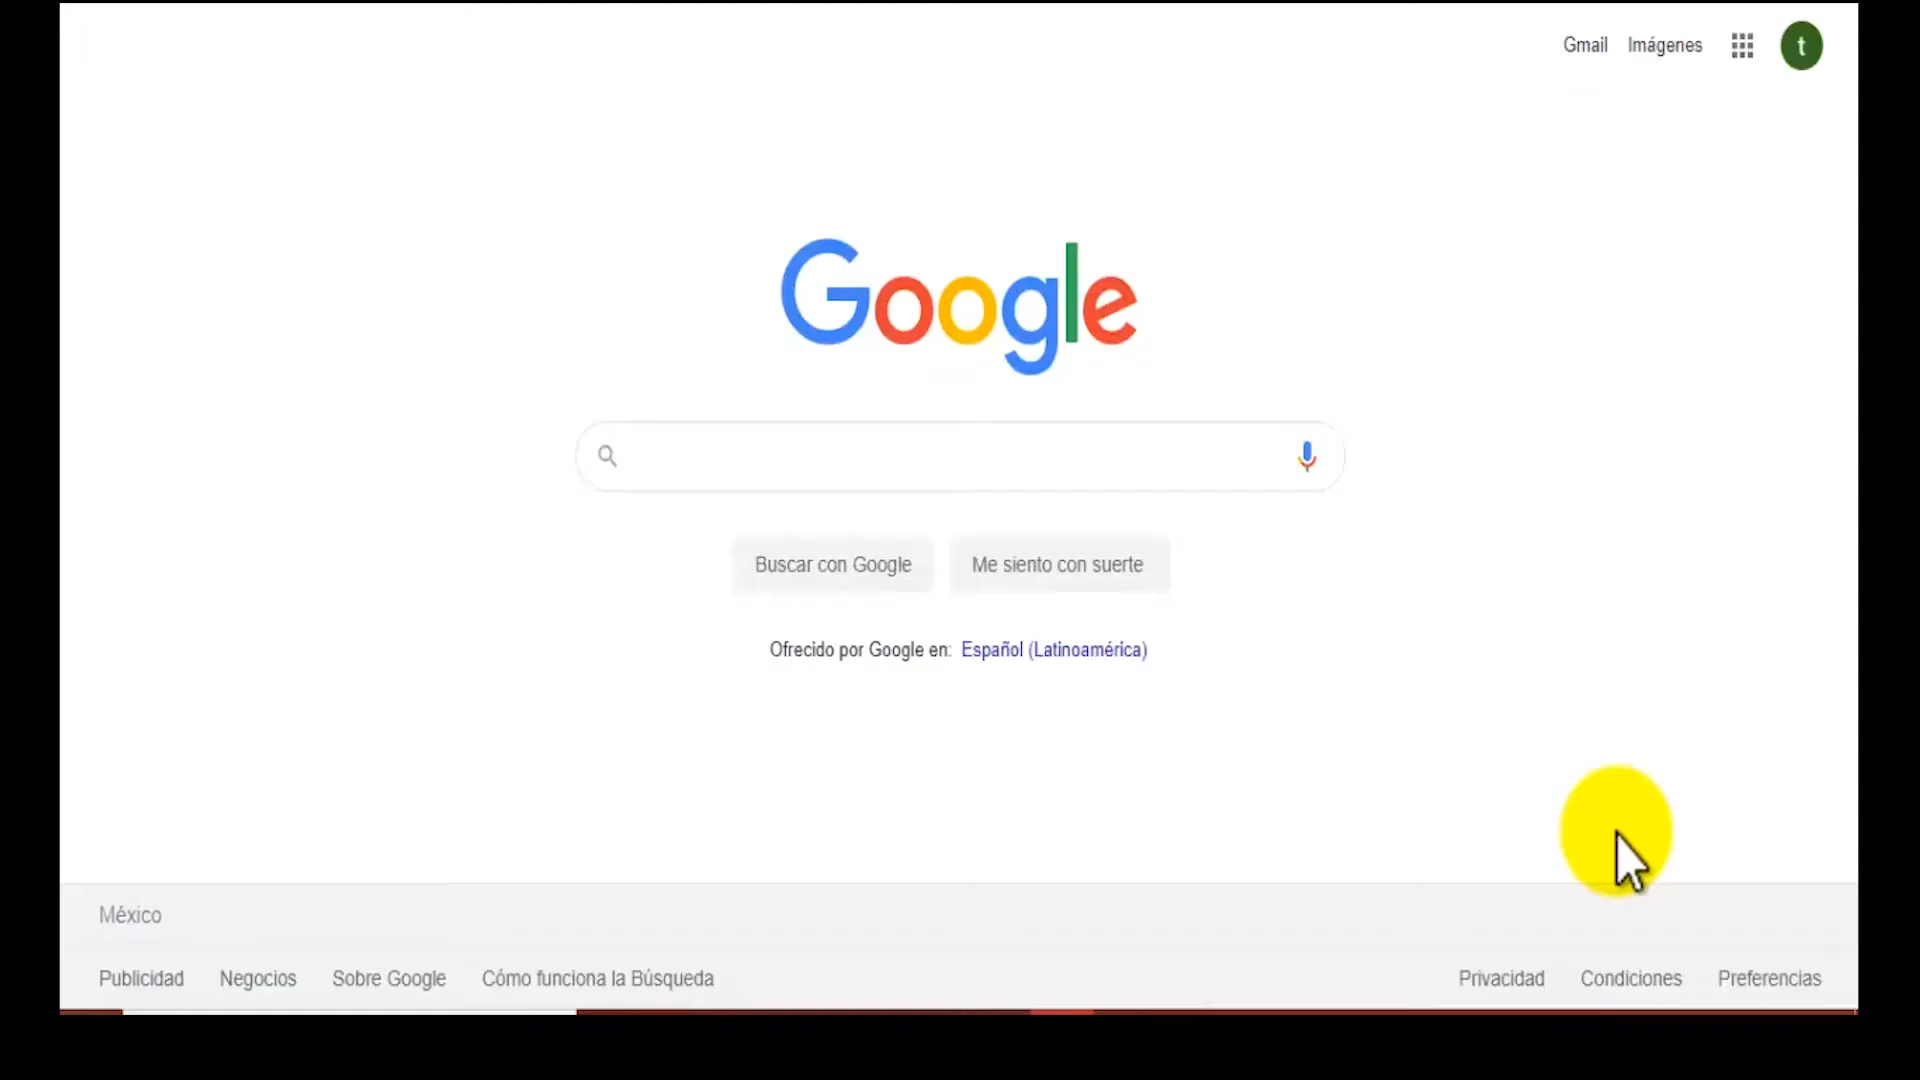 Gmail Imágenes t
Google
Buscar con Google Me siento con suerte
Ofrecido por Google en: Español (Latinoamérica)
México
Publicidad Negocios Sobre Google Cómo funciona la Búsqueda Privacidad Condiciones Preferencias